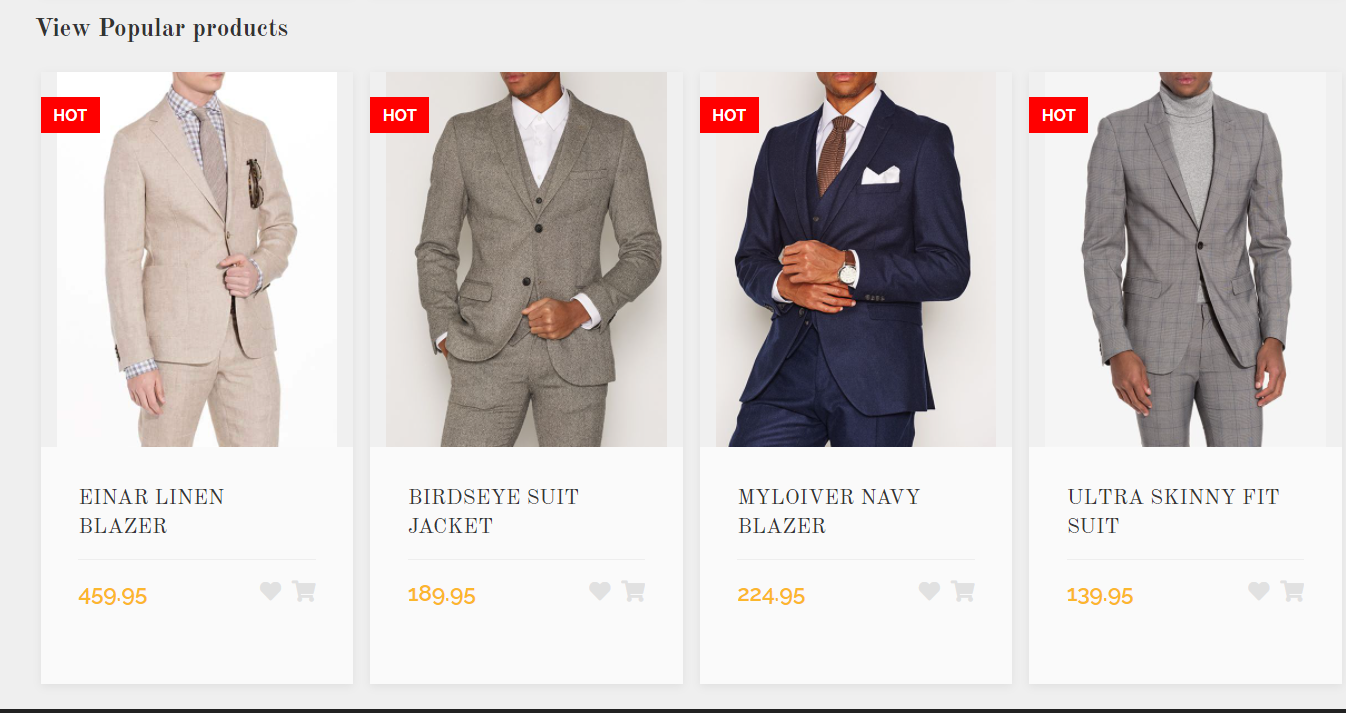 View Popular products
HOT
HOT
HOT
HOT
EINAR LINEN
BLAZER
459.95
BIRDSEYE SUIT
JACKET
189.95
MYLOIVER NAVY
BLAZER
224.95
ULTRA SKINNY FIT
SUIT
139.95